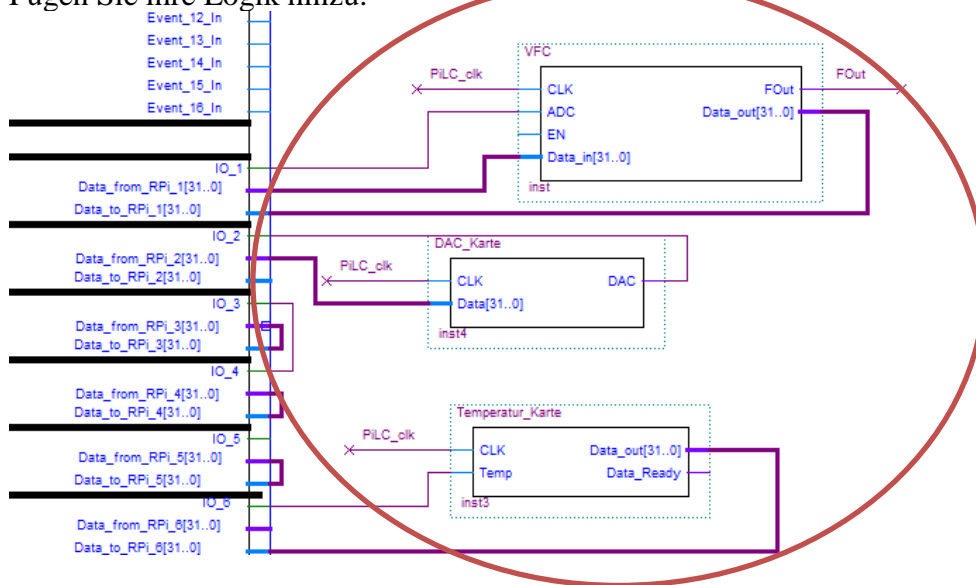 Fügen Sie ihre Logik hinzu.
Event_12_In
Event_13_In
Event_14_In
Event_15_In
Event_16_In
IO_1
Data_from_RPi_1[31..0]
Data_to_RPi_1[31..0]
IO_2
Data_from_RPi_2[31..0]
Data_to_RPi_2[31..0]
IO_3
Data_from_RPi_3[31..0]
Data_to_RPi_3[31..0]
IO_4
Data_from_RPi_4[31..0]
Data_to_RPi_4[31..0]
IO_5
Data_from_RPi_5[31..0]
Data_to_RPi_5[31..0]
IO_6
Data_from_RPi_6[31..0]
Data_to_RPi_6[31..0]
VFC
PiLC_clk
CLK
ADC
EN
Data_in[31..0]
FOut
Data_out[31..0]
inst
FOut
DAC_Karte
PiLC_clk
CLK
Data[31..0]
DAC
inst4
Temperatur_Karte
PiLC_clk
CLK
Temp
Data_out[31..0]
Data_Ready
inst3